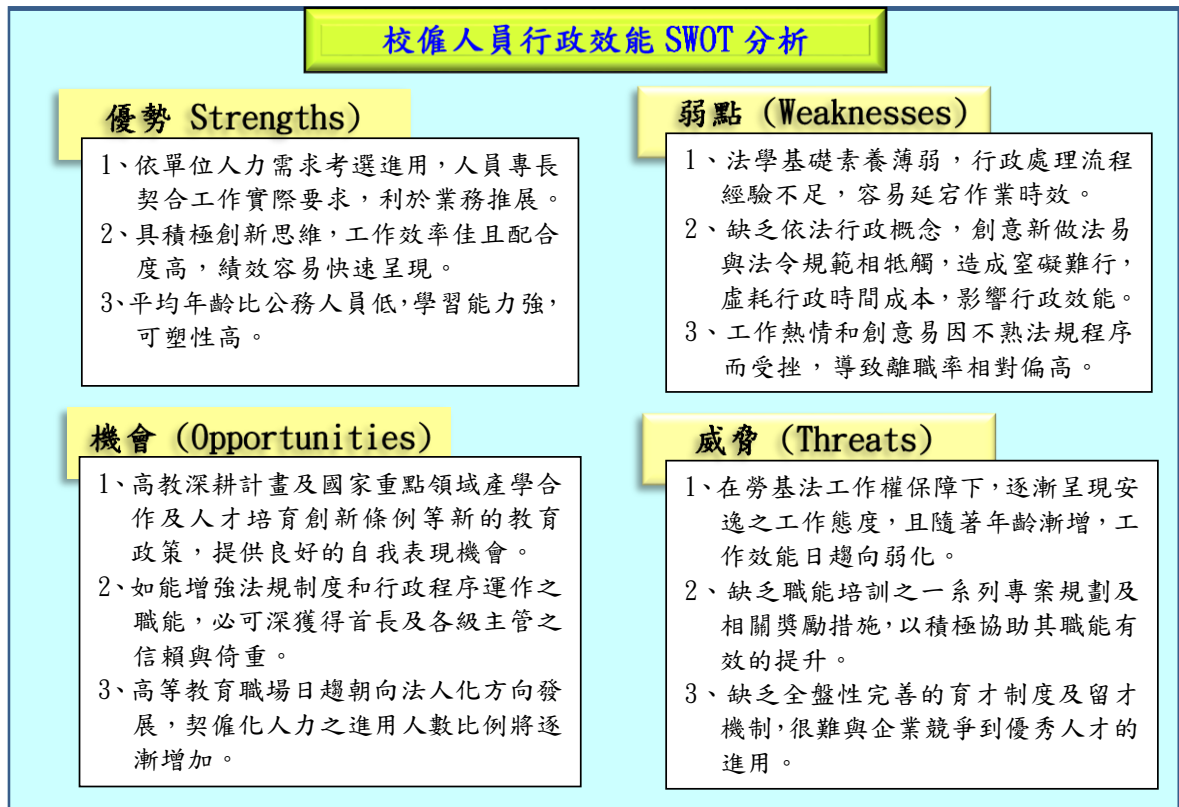 校僱人員行政效能 SWOT 分析
優勢 Strengths)
1、依單位人力需求考選進用，人員專長
契合工作實際要求，利於業務推展。
2、具積極創新思維，工作效率佳且配合
度高，績效容易快速呈現。
3、平均年齡比公務人員低，學習能力強，
可塑性高。
弱點 (Weaknesses)
1、法學基礎素養薄弱，行政處理流程
經驗不足，容易延宕作業時效。
2、缺乏依法行政概念，創意新做法易
與法令規範相牴觸，造成窒礙難行，
虛耗行政時間成本，影響行政效能。
3、工作熱情和創意易因不熟法規程序
而受挫，導致離職率相對偏高。
機會 (Opportunities)
1、高教深耕計畫及國家重點領域產學合
作及人才培育創新條例等新的教育
政策，提供良好的自我表現機會。
2、如能增強法規制度和行政程序運作之
職能，必可深獲得首長及各級主管之
信賴與倚重。
3、高等教育職場日趨朝向法人化方向發
展，契僱化人力之進用人數比例將逐
漸增加。
威脅 (Threats)
1、在勞基法工作權保障下，逐漸呈現安
逸之工作態度，且隨著年齡漸增，工
作效能日趨向弱化。
2、缺乏職能培訓之一系列專案規劃及
相關獎勵措施，以積極協助其職能有
效的提升。
3、缺乏全盤性完善的育才制度及留才
機制，很難與企業競爭到優秀人才的
進用。